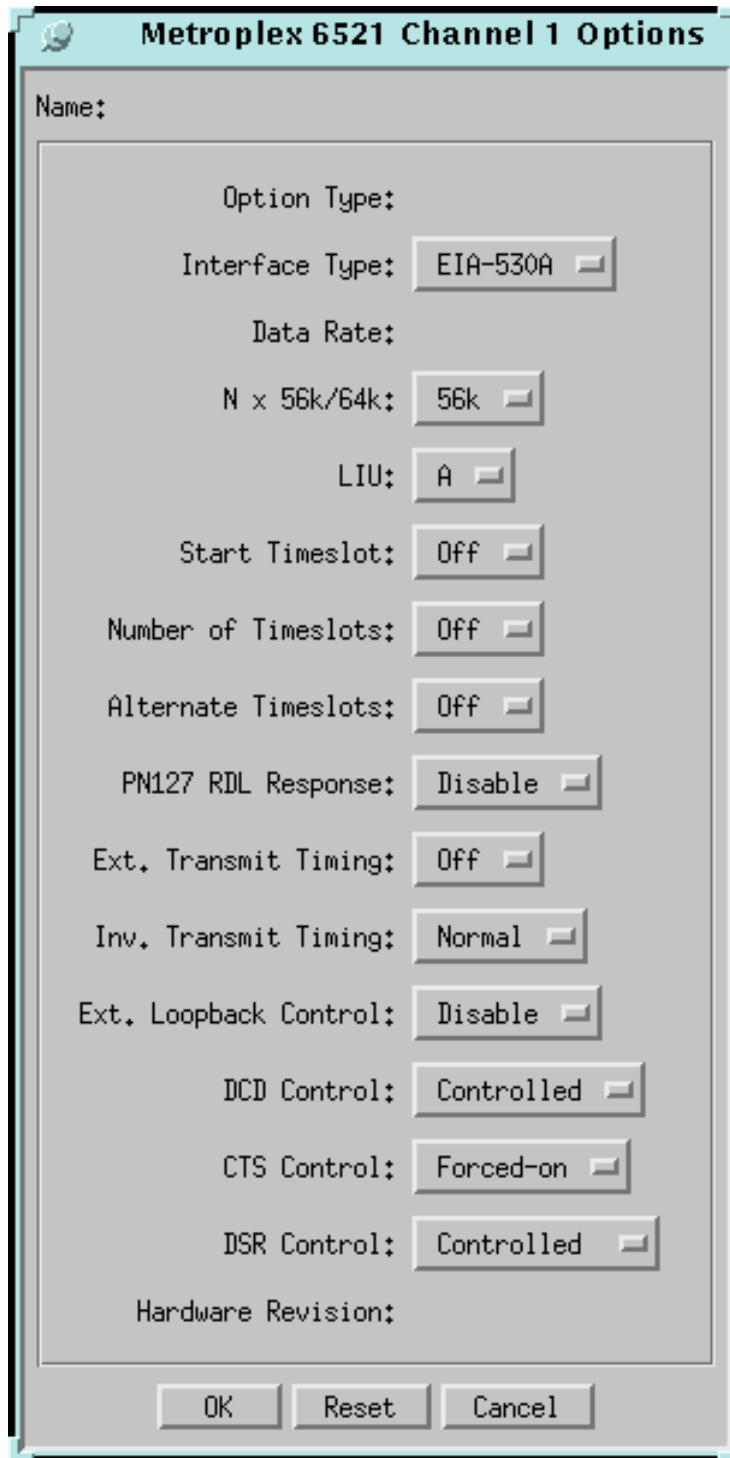 Metroplex 6521 Channel 1 Options
Name:
Option Type:
Interface Type: EIA-530A
Data Rate:
N x 56k/64k: 56k
LIU: A
Start Timeslot: Off
Number of Timeslots: Off
Alternate Timeslots: Off
PN127 RDL Response: Disable
Ext. Transmit Timing: Off
Inv. Transmit Timing: Normal
Ext. Loopback Control: Disable
DCD Control: Controlled
CTS Control: Forced-on
DSR Control: Controlled
Hardware Revision:
OK Reset Cancel